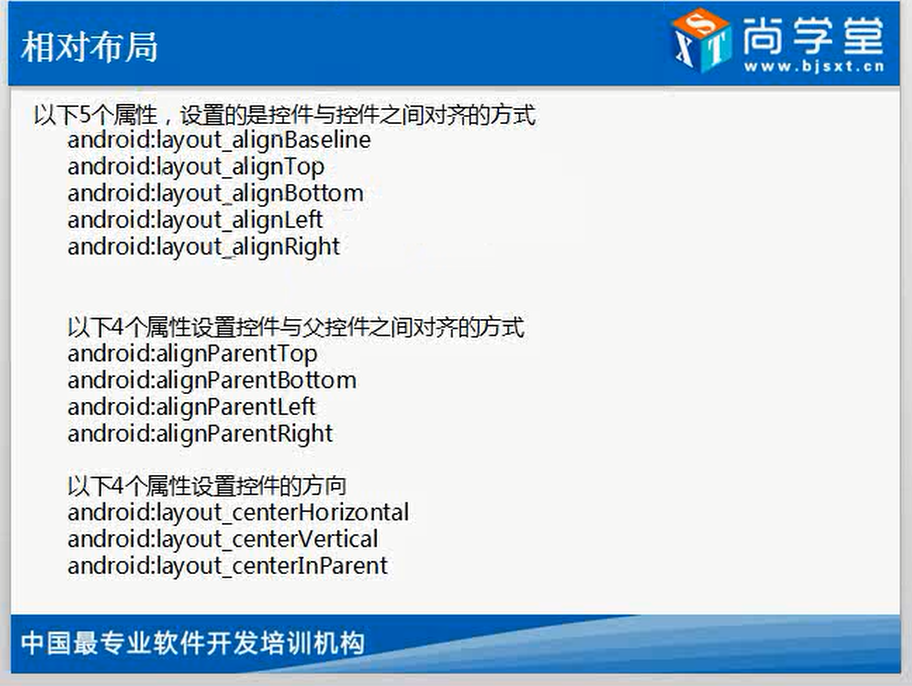 相对布局
SXT
尚学堂
www.bjsxt.cn
以下5个属性，设置的是控件与控件之间对齐的方式
android:layout_alignBaseline
android:layout_alignTop
android:layout_alignBottom
android:layout_alignLeft
android:layout_alignRight
以下4个属性设置控件与父控件之间对齐的方式
android:alignParentTop
android:alignParentBottom
android:alignParentLeft
android:alignParentRight
以下4个属性设置控件的方向
android:layout_centerHorizontal
android:layout_centerVertical
android:layout_centerInParent
中国最专业软件开发培训机构